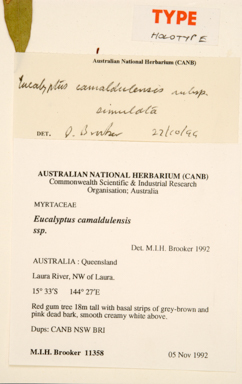 TYPE
HOLOTYPE
Australian National Herbarium (CANB)
Eucalyptus camaldulensis subsp.
simulata
DET. D. Brooker 22/10/94
AUSTRALIAN NATIONAL HERBARIUM (CANB)
Commonwealth Scientific & Industrial Research
Organisation; Australia
MYRTACEAE
Eucalyptus camaldulensis
ssp.
Det. M.I.H. Brooker 1992
AUSTRALIA : Queensland
Laura River, NW of Laura.
15° 33'S 144° 27'E
Red gum tree 18m tall with basal strips of grey-brown and
pink dead bark, smooth creamy white above.
Dups: CANB NSW BRI
M.I.H. Brooker 11358 05 Nov 1992